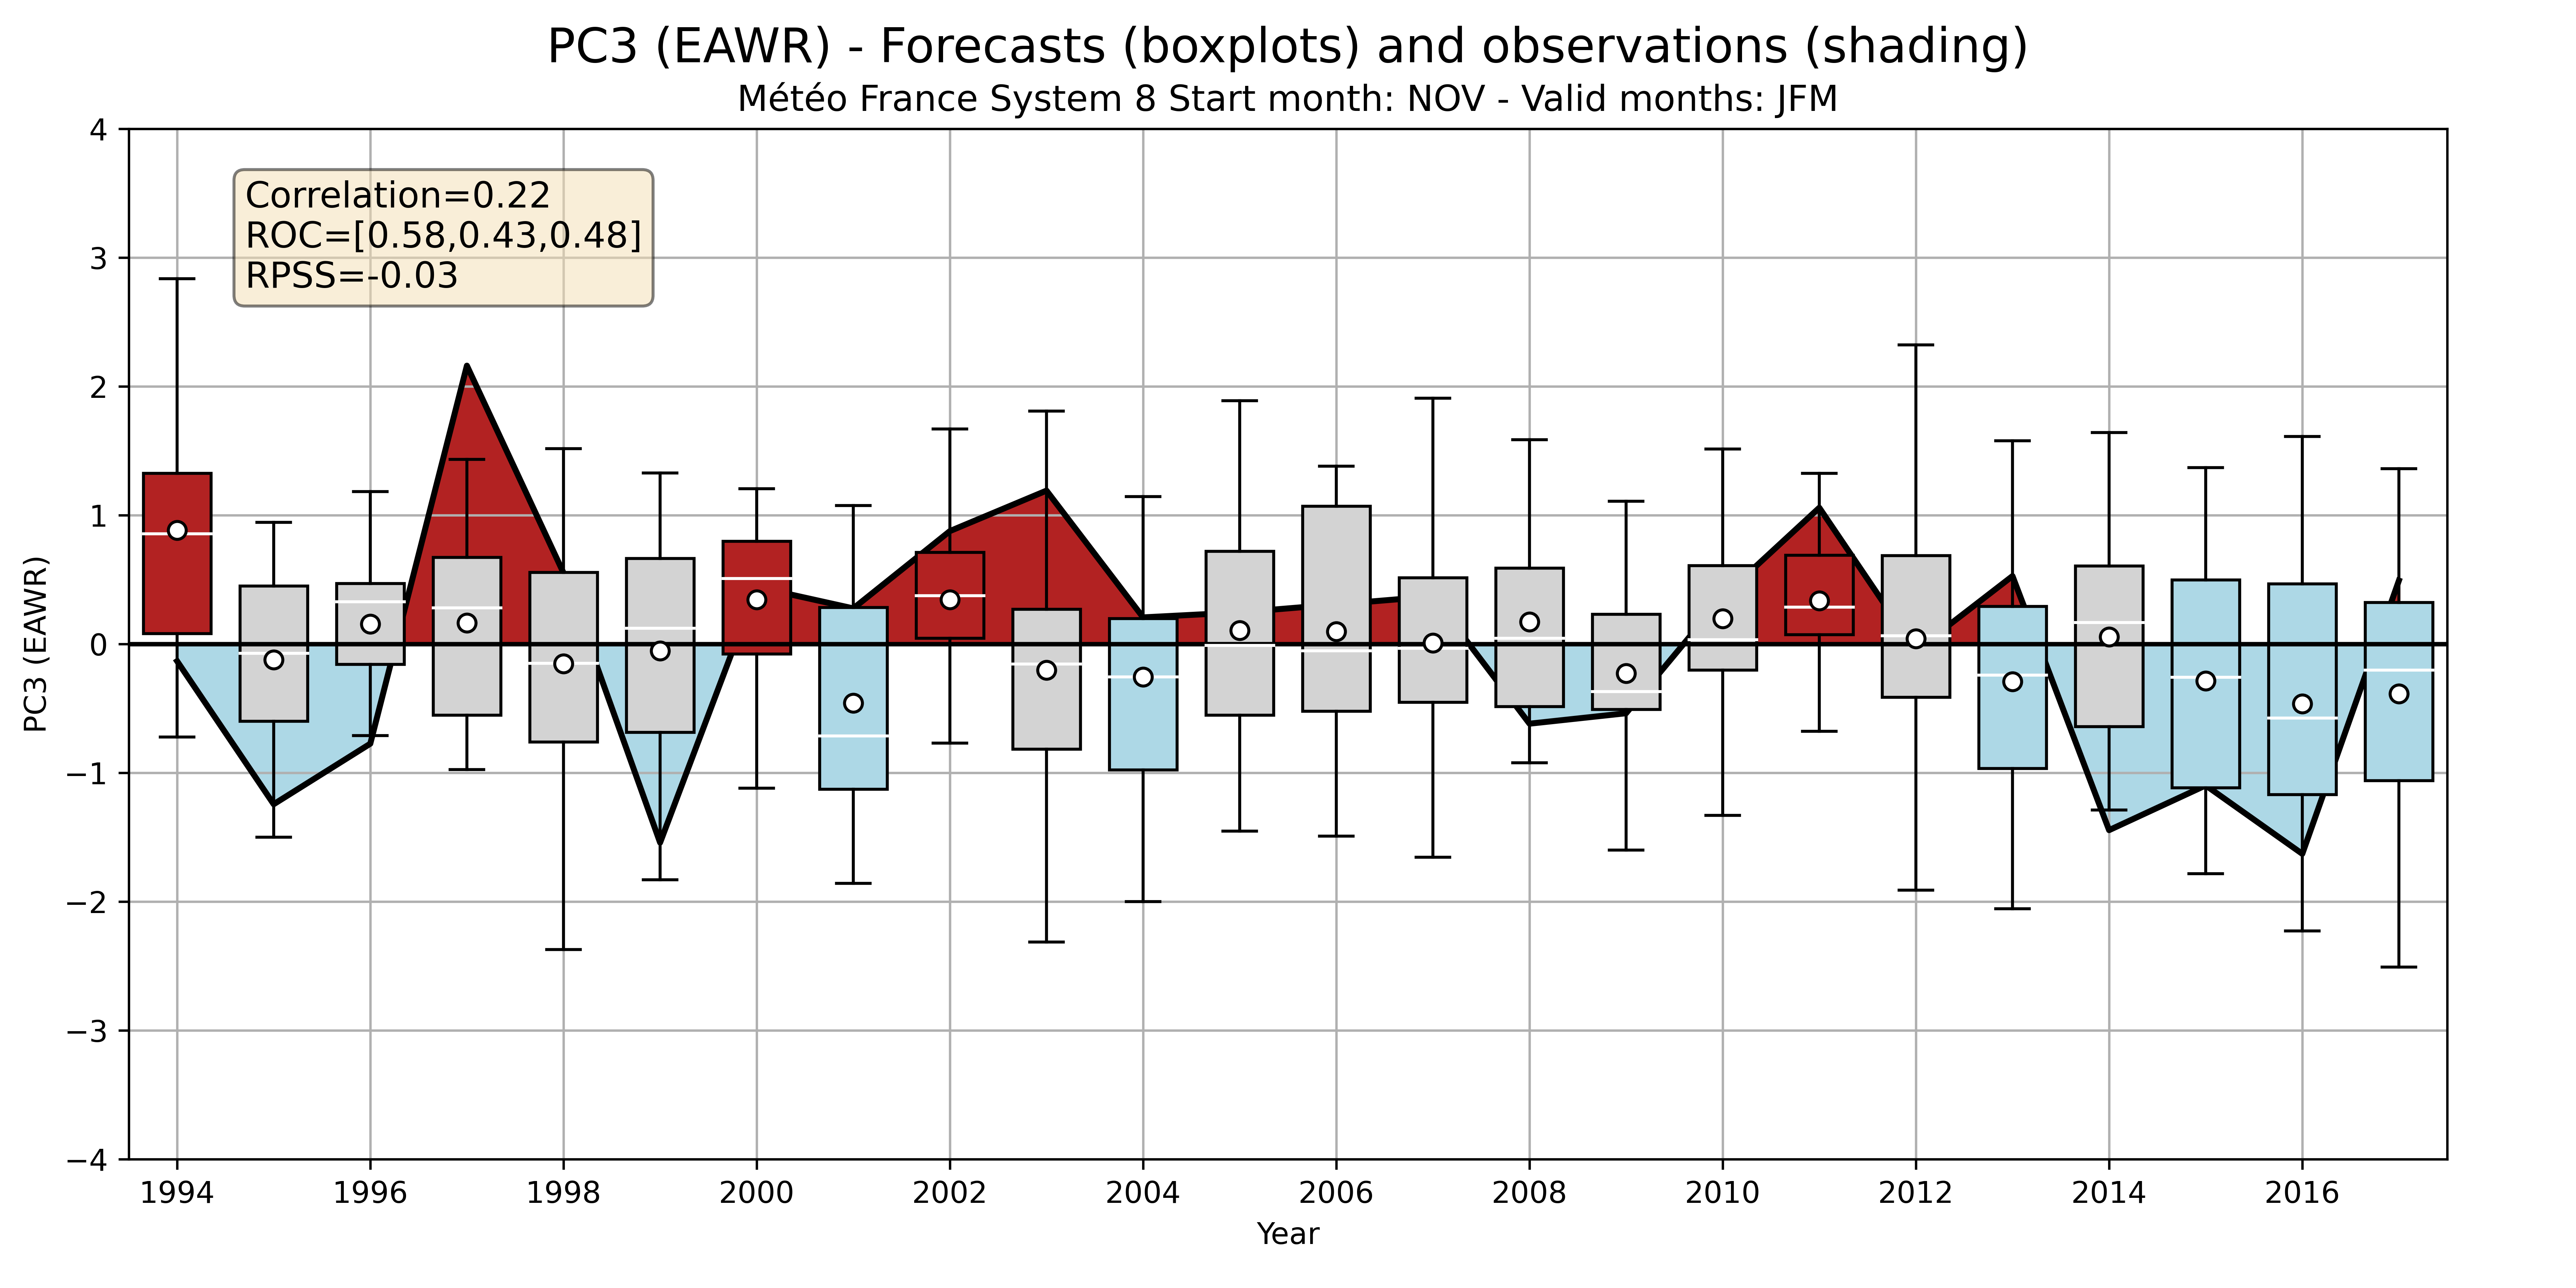 PC3 (EAWR) - Forecasts (boxplots) and observations (shading)
Météo France System 8 Start month: NOV - Valid months: JFM
Correlation=0.22
ROC=[0.58,0.43,0.48]
RPSS=-0.03
PC3 (EAWR)
4
3
2
1
0
−1
−2
−3
−4
1994 1996 1998 2000 2002 2004 2006 2008 2010 2012 2014 2016
Year